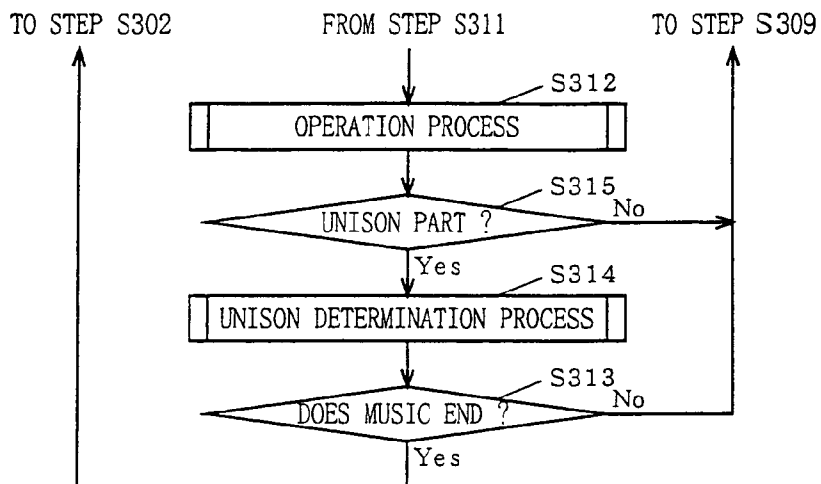 TO STEP S302
FROM STEP S311
TO STEP S309
S312
OPERATION PROCESS
S315
UNISON PART ?
No
Yes
S314
UNISON DETERMINATION PROCESS
S313
DOES MUSIC END ?
No
Yes